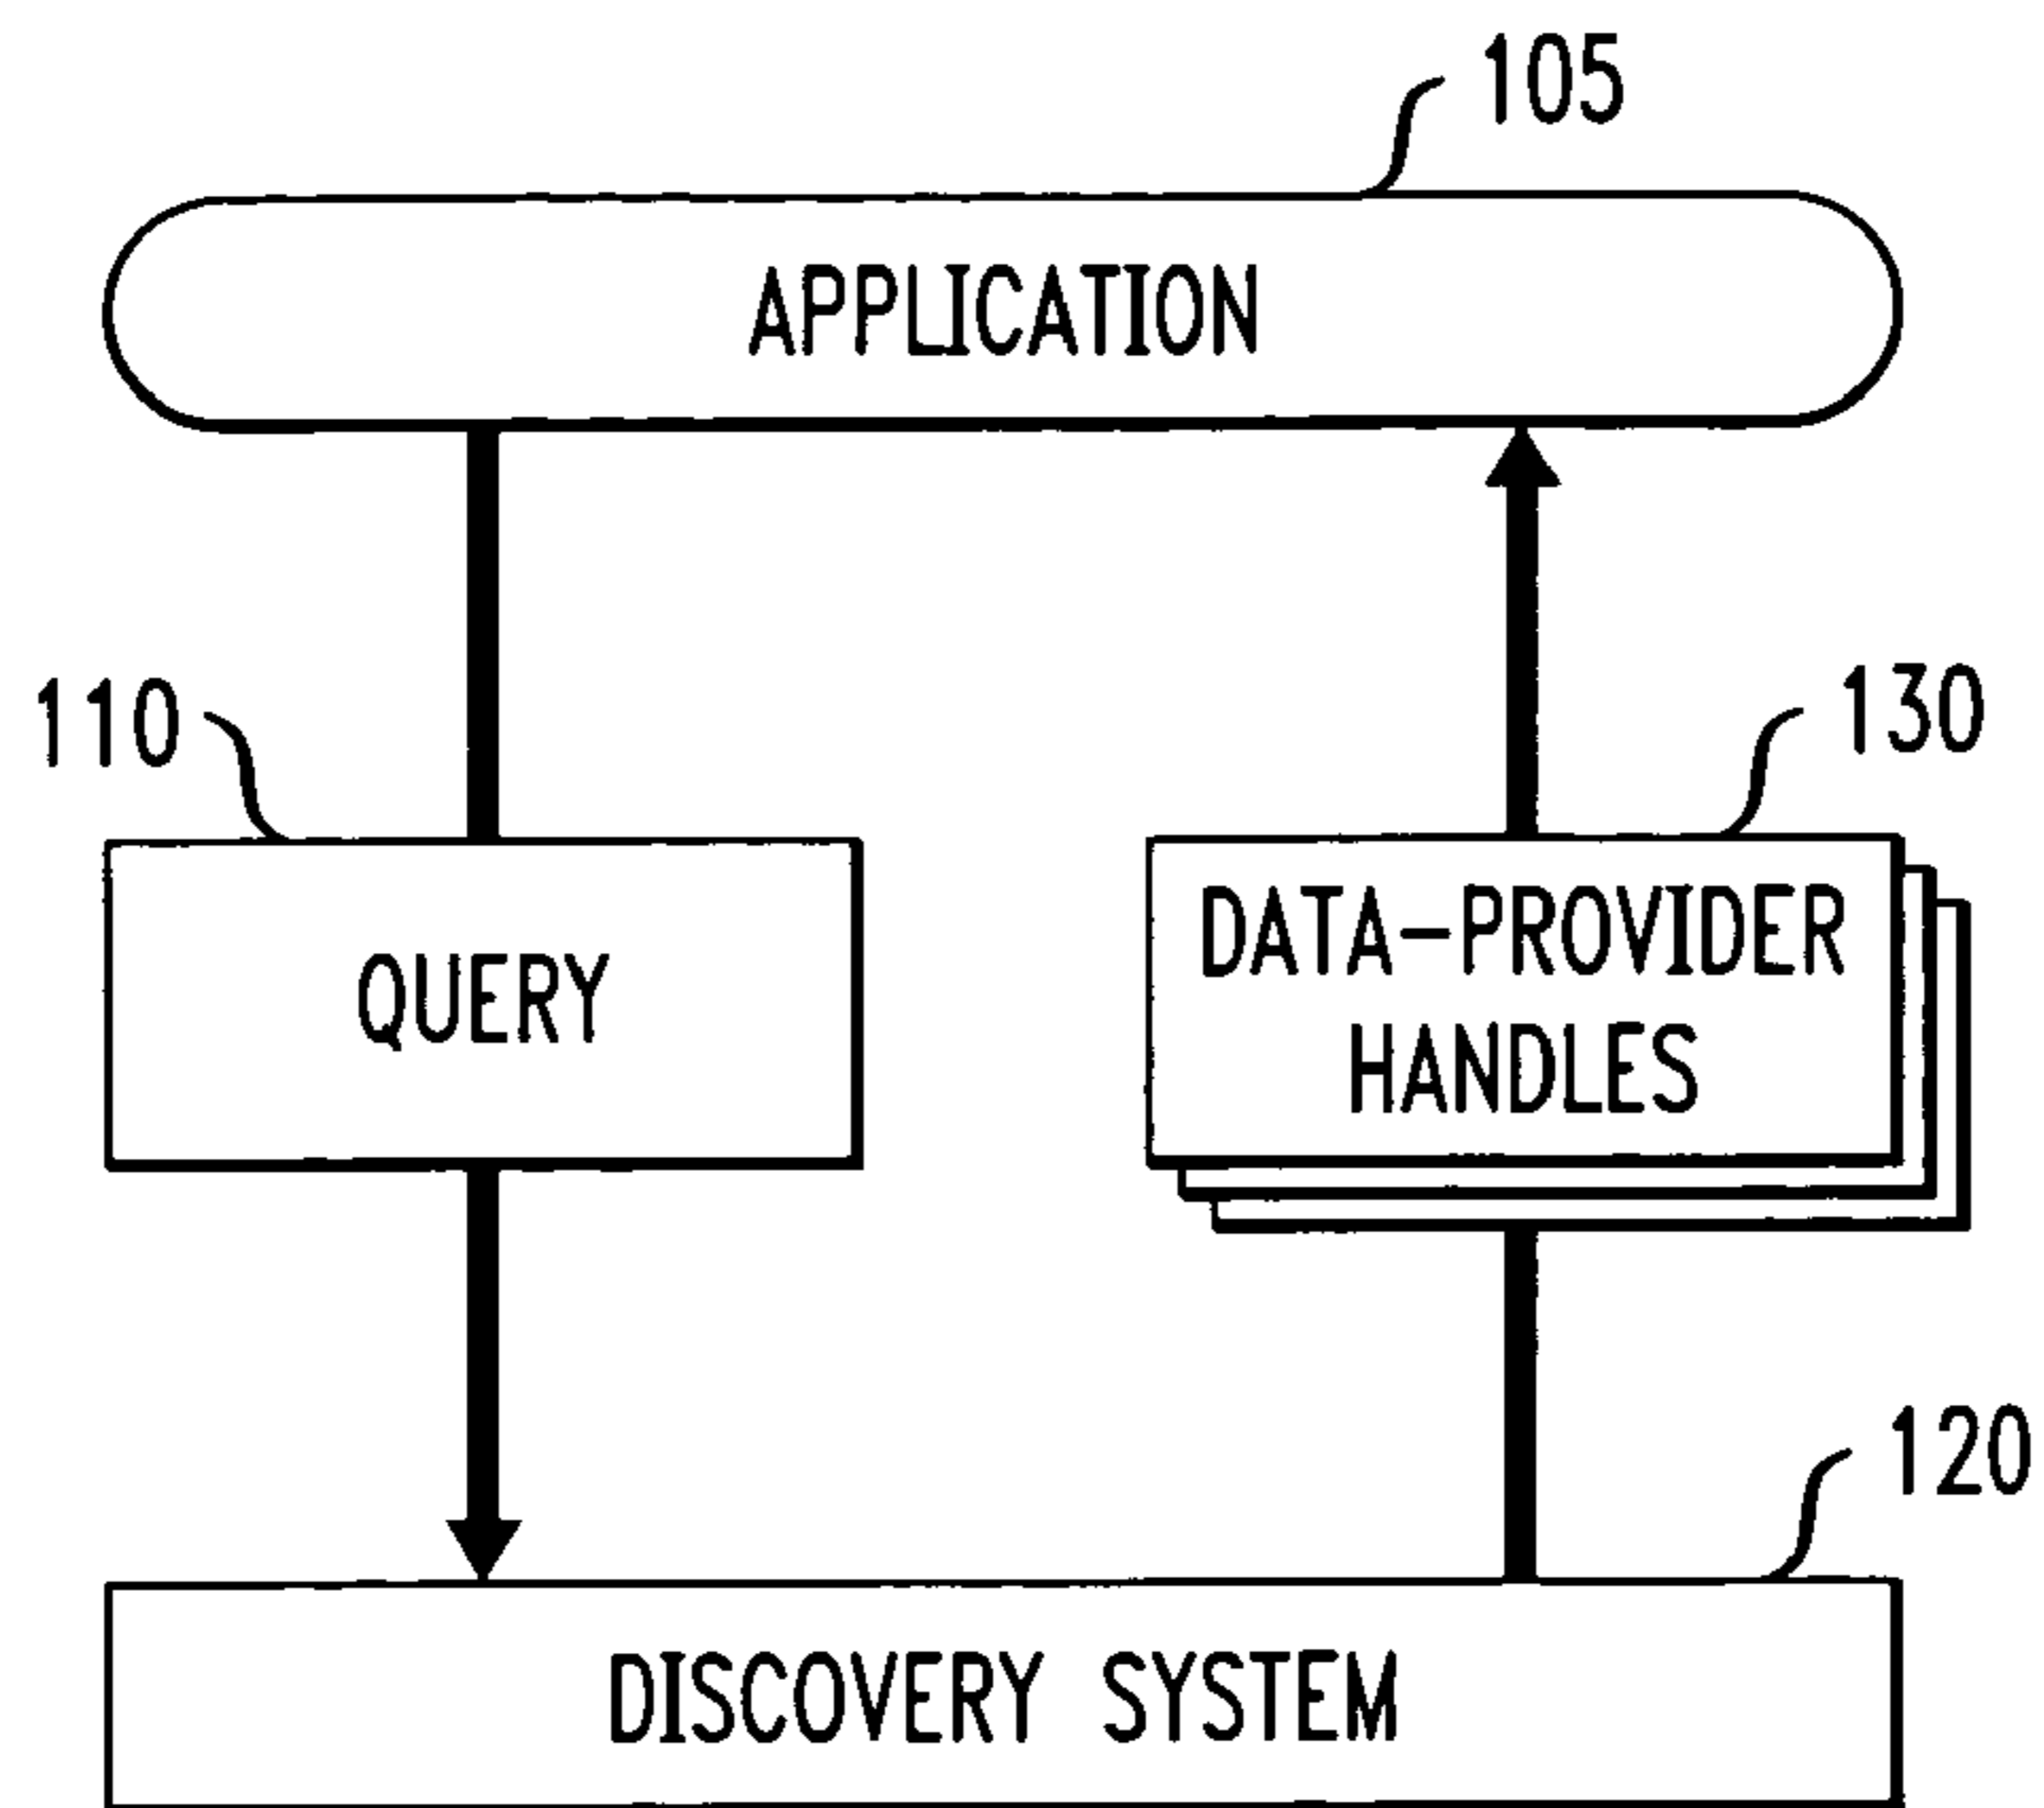 105
APPLICATION
110
130
QUERY
DATA-PROVIDER
HANDLES
120
DISCOVERY SYSTEM